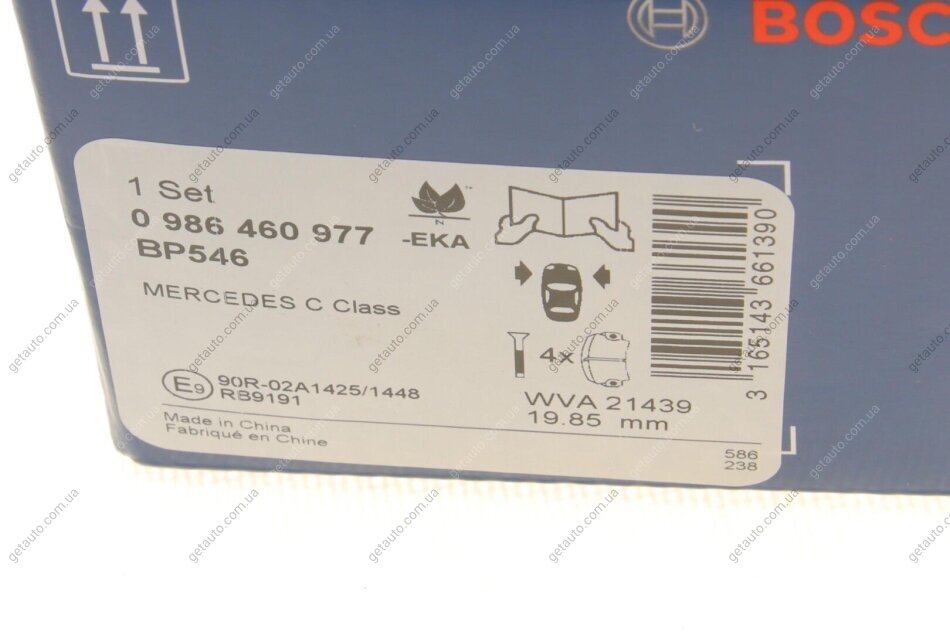 BOSC
1 Set
0 986 460 977
BP546
-EKA
MERCEDES C Class
4x
E9
90R-02A1425/1448
RB9191
WVA 21439
19.85 mm
Made in China
Fabriqué en Chine
586
238
3 165143 661390
getauto.com.ua